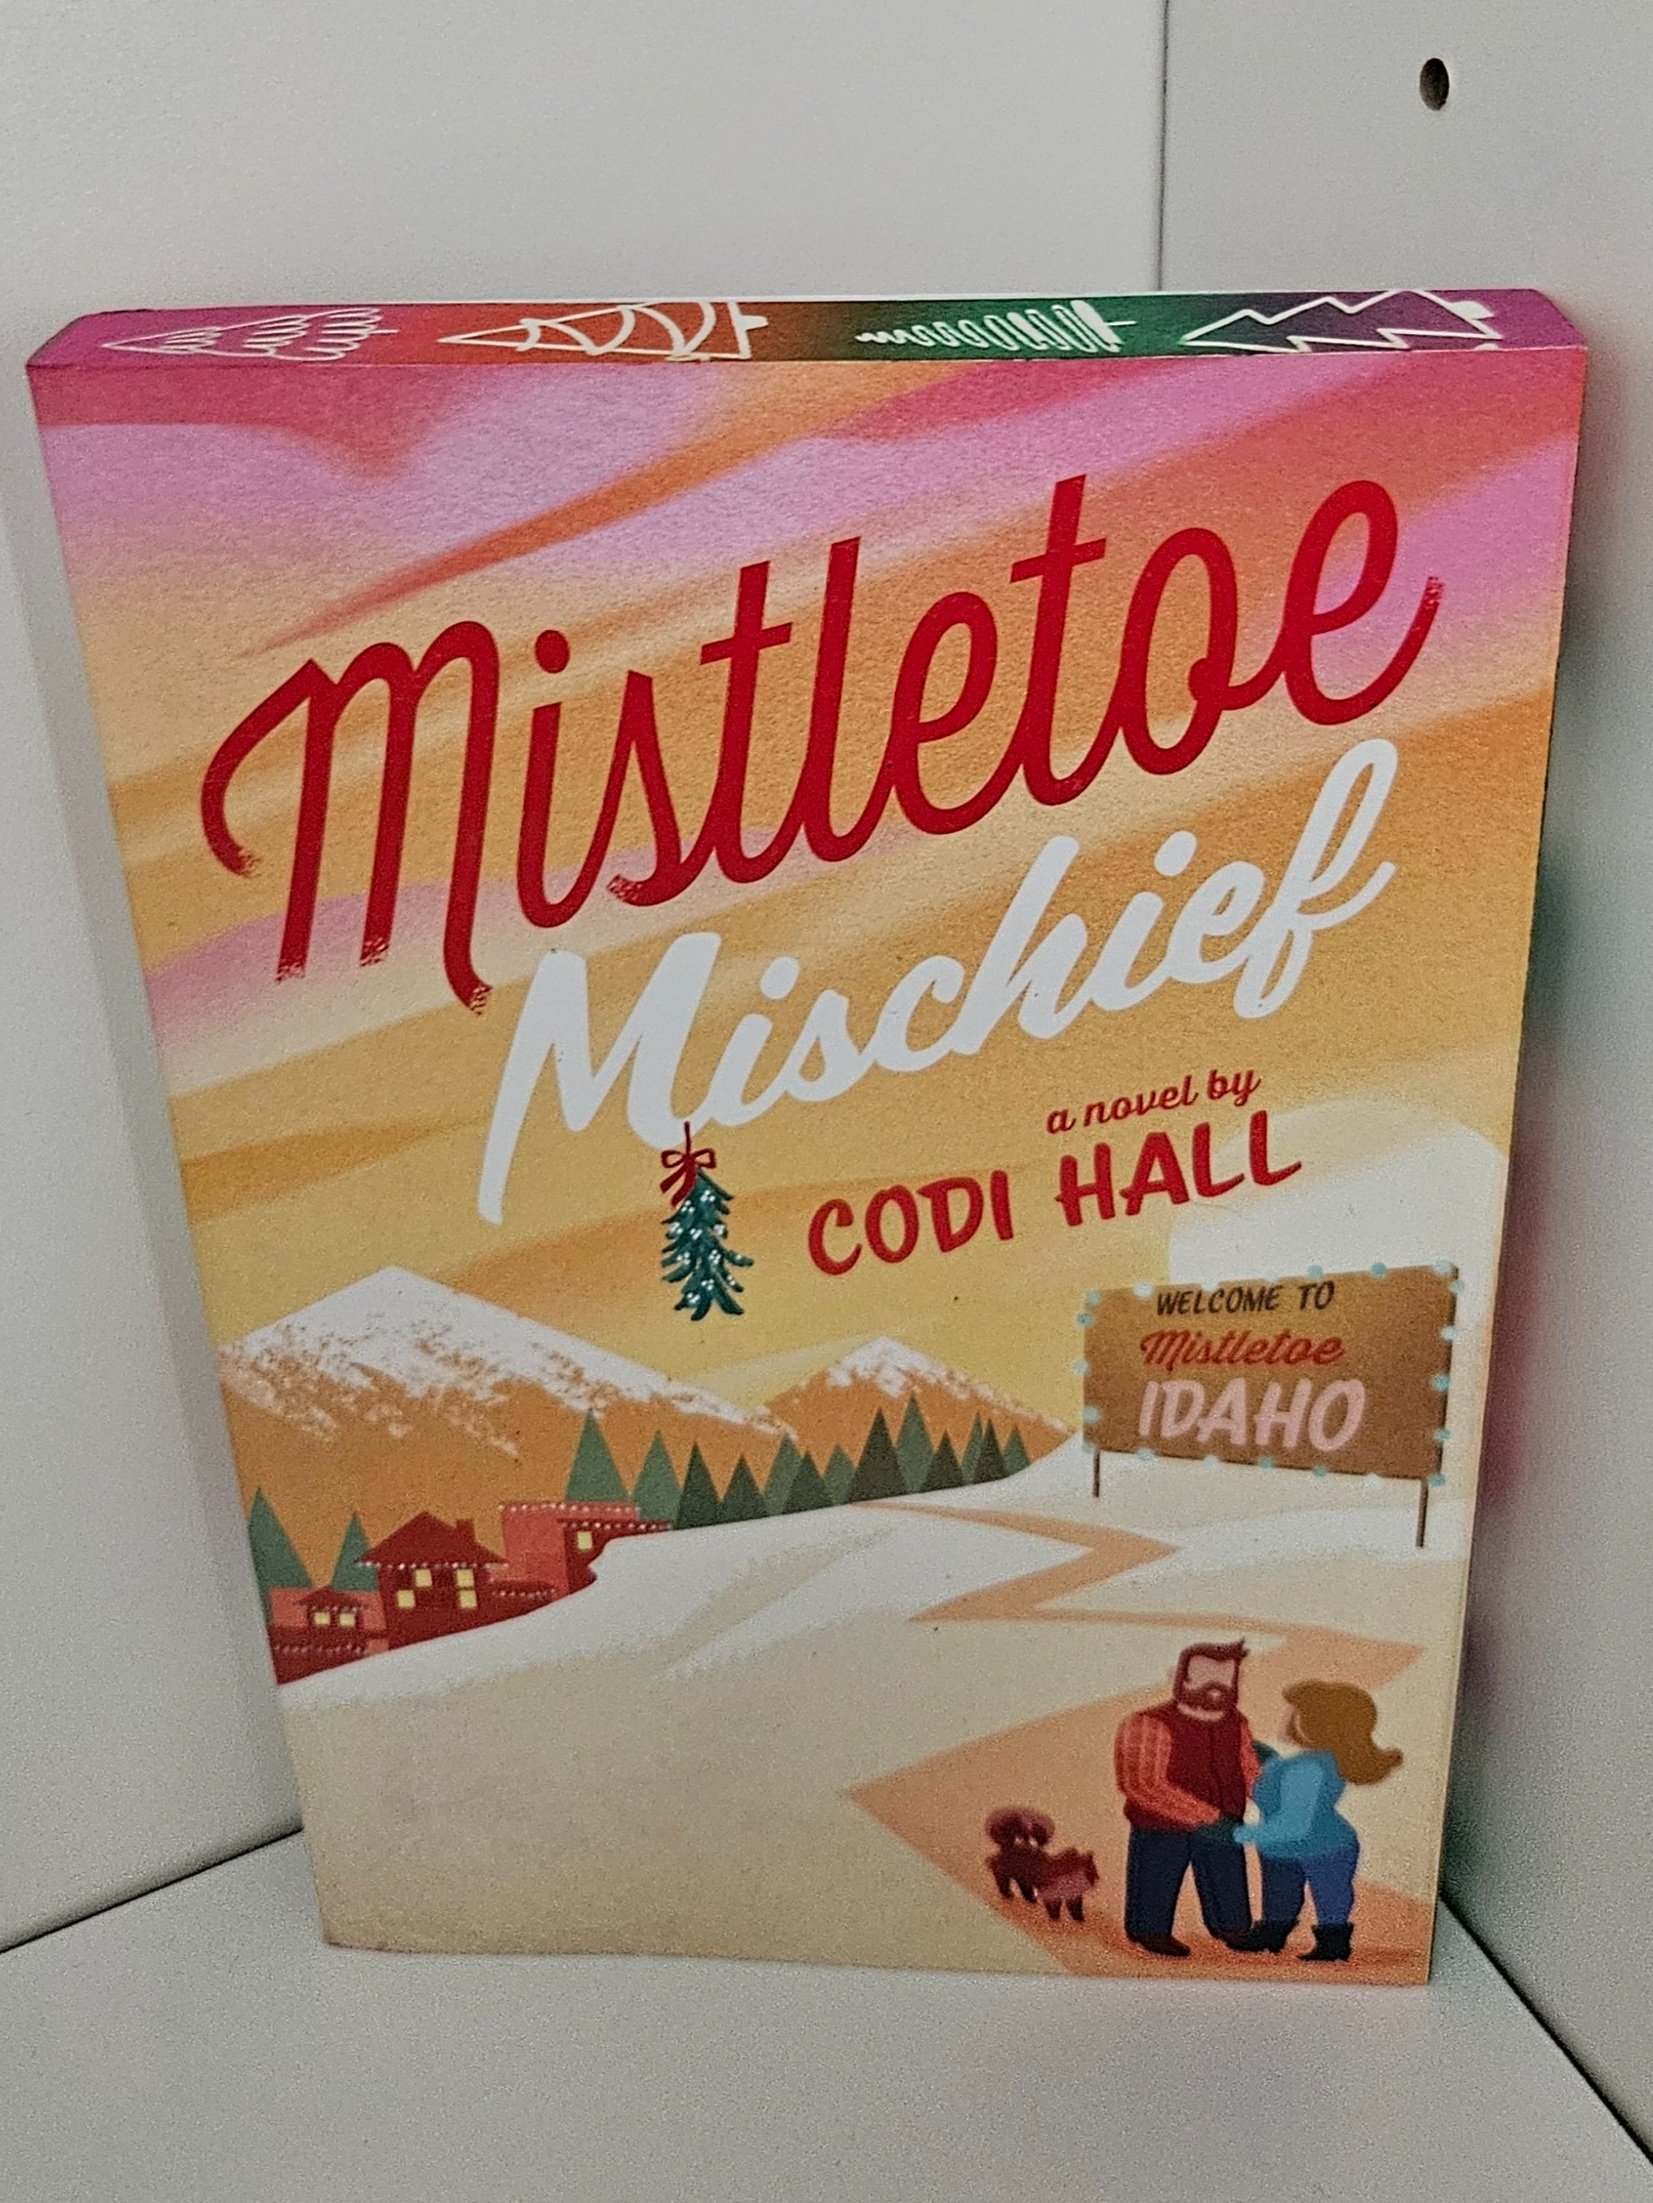 Mistletoe
Mischief
a novel by
CODI HALL
WELCOME TO
Mistletoe
IDAHO